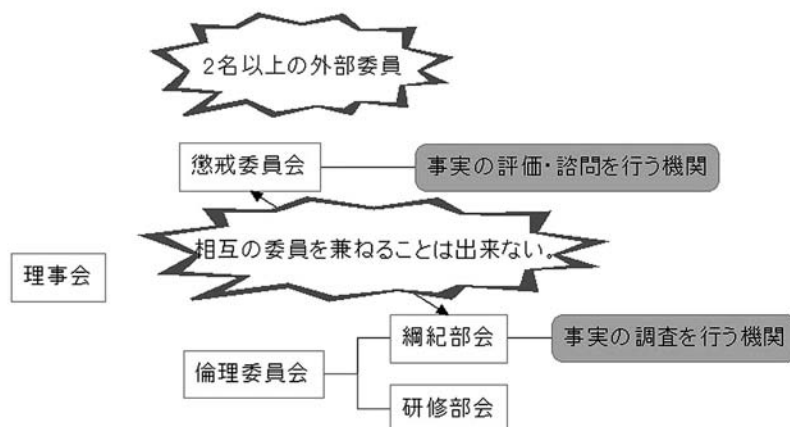 2名以上の外部委員
懲戒委員会
事実の評価・諮問を行う機関
相互の委員を兼ねることは出来ない。
理事会
綱紀部会
事実の調査を行う機関
倫理委員会
研修部会